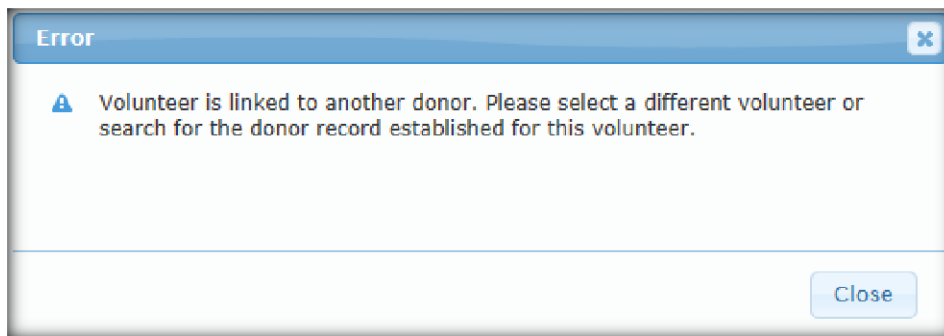 Error
Volunteer is linked to another donor. Please select a different volunteer or
search for the donor record established for this volunteer.
Close